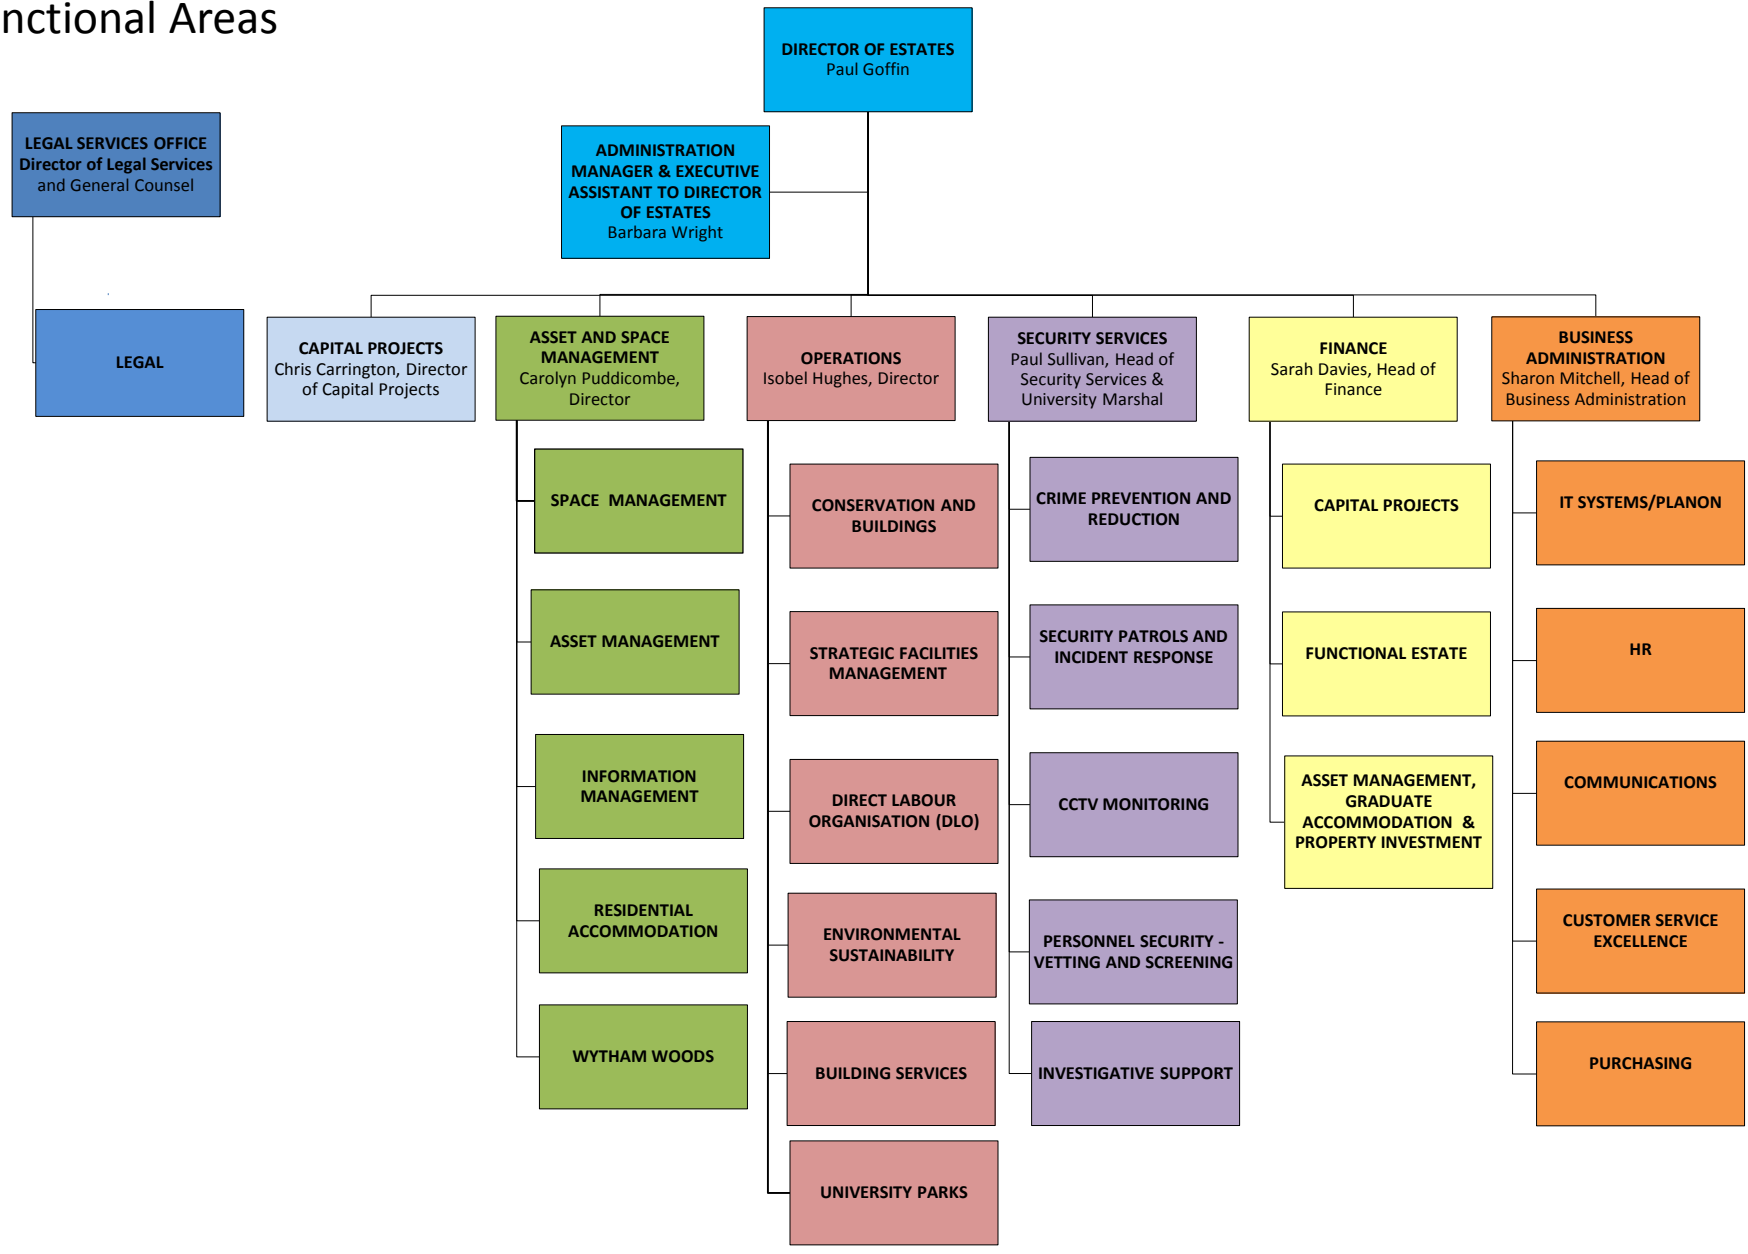 nctional Areas
DIRECTOR OF ESTATES
Paul Goffin
LEGAL SERVICES OFFICE
Director of Legal Services
and General Counsel
ADMINISTRATION
MANAGER & EXECUTIVE
ASSISTANT TO DIRECTOR
OF ESTATES
Barbara Wright
LEGAL
CAPITAL PROJECTS
Chris Carrington, Director
of Capital Projects
ASSET AND SPACE
MANAGEMENT
Carolyn Puddicombe,
Director
OPERATIONS
Isobel Hughes, Director
SECURITY SERVICES
Paul Sullivan, Head of
Security Services &
University Marshal
FINANCE
Sarah Davies, Head of
Finance
BUSINESS
ADMINISTRATION
Sharon Mitchell, Head of
Business Administration
SPACE MANAGEMENT
ASSET MANAGEMENT
INFORMATION
MANAGEMENT
RESIDENTIAL
ACCOMMODATION
WYTHAM WOODS
CONSERVATION AND
BUILDINGS
STRATEGIC FACILITIES
MANAGEMENT
DIRECT LABOUR
ORGANISATION (DLO)
ENVIRONMENTAL
SUSTAINABILITY
BUILDING SERVICES
UNIVERSITY PARKS
CRIME PREVENTION AND
REDUCTION
SECURITY PATROLS AND
INCIDENT RESPONSE
CCTV MONITORING
PERSONNEL SECURITY -
VETTING AND SCREENING
INVESTIGATIVE SUPPORT
CAPITAL PROJECTS
FUNCTIONAL ESTATE
ASSET MANAGEMENT,
GRADUATE
ACCOMMODATION &
PROPERTY INVESTMENT
IT SYSTEMS/PLANON
HR
COMMUNICATIONS
CUSTOMER SERVICE
EXCELLENCE
PURCHASING